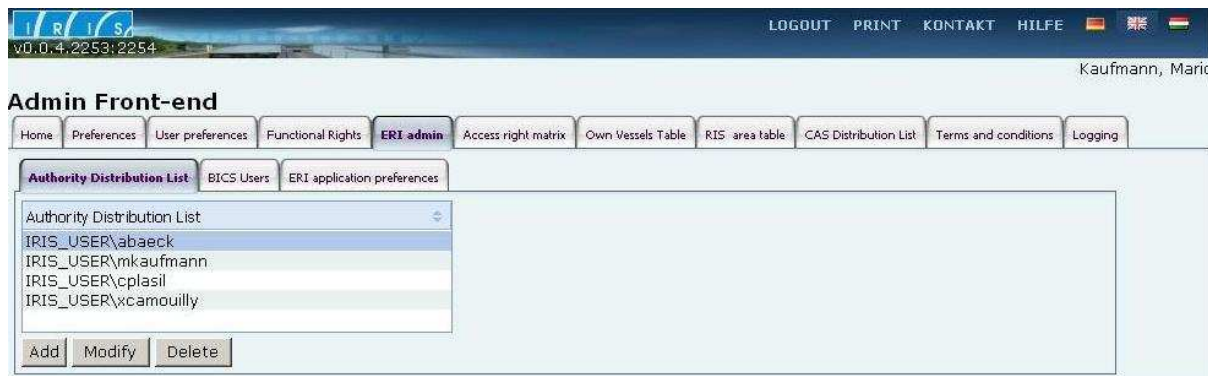 IRIS
LOGOUT PRINT KONTAKT HILFE
v0.0.4.2253:2254
Kaufmann, Mario
Admin Front-end
Home Preferences User preferences Functional Rights ERI admin Access right matrix Own Vessels Table RIS area table CAS Distribution List Terms and conditions Logging
Authority Distribution List BICS Users ERI application preferences
Authority Distribution List
IRIS_USER\abaeck
IRIS_USER\mkaufmann
IRIS_USER\cplasil
IRIS_USER\xcamouilly
Add Modify Delete